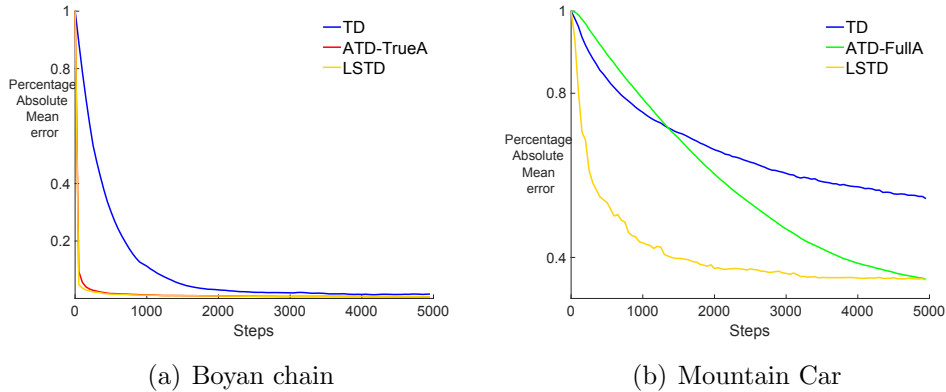 1
0.8
Percentage
Absolute
Mean
error
0.4
0.2
0 1000 2000 3000 4000 5000
Steps
TD
ATD-TrueA
LSTD
(a) Boyan chain
1
0.8
Percentage
Absolute
Mean
error
0.4
0 1000 2000 3000 4000 5000
Steps
TD
ATD-FullA
LSTD
(b) Mountain Car